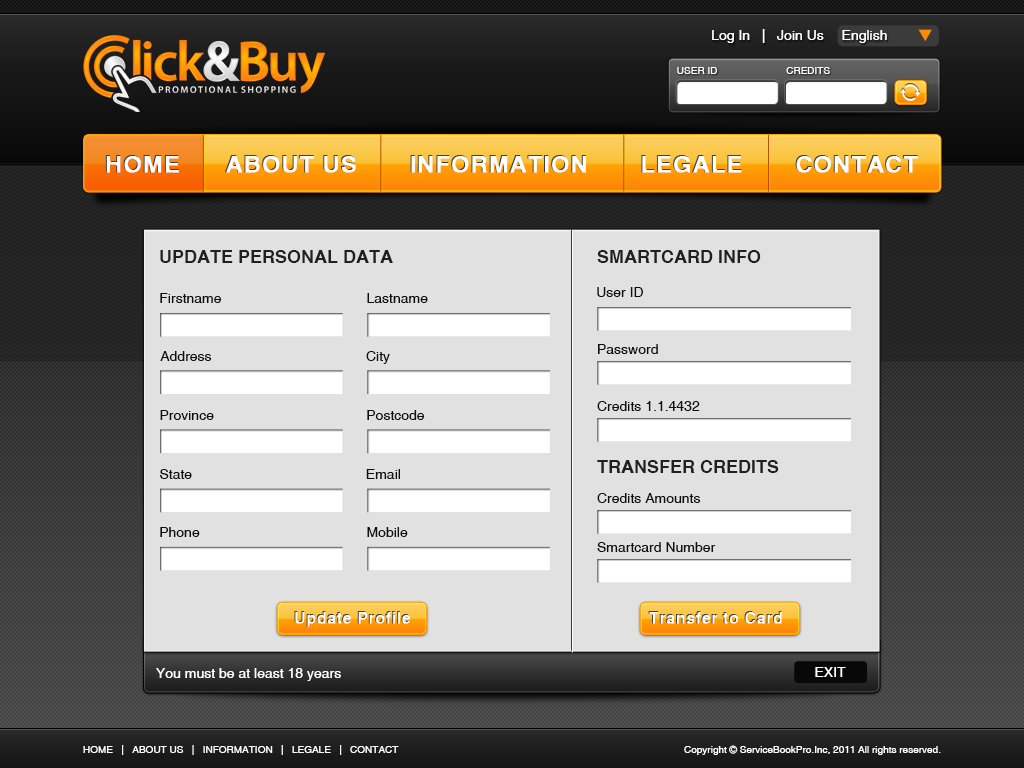 Log In | Join Us English
Click&Buy
PROMOTIONAL SHOPPING
USER ID CREDITS
HOME ABOUT US INFORMATION LEGALE CONTACT
UPDATE PERSONAL DATA
Firstname Lastname
Address City
Province Postcode
State Email
Phone Mobile
Update Profile
SMARTCARD INFO
User ID
Password
Credits 1.1.4432
TRANSFER CREDITS
Credits Amounts
Smartcard Number
Transfer to Card
You must be at least 18 years EXIT
HOME | ABOUT US | INFORMATION | LEGALE | CONTACT Copyright © ServiceBookPro.Inc, 2011 All rights reserved.